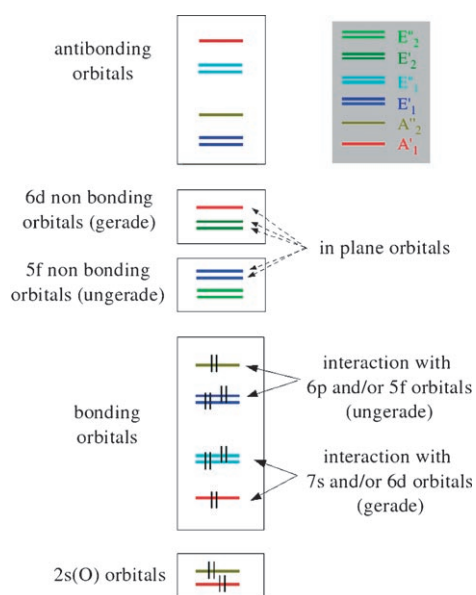 antibonding
orbitals
E"₂
E'₂
E"₁
E'₁
A"₂
A'₁
6d non bonding
orbitals (gerade)
in plane orbitals
5f non bonding
orbitals (ungerade)
bonding
orbitals
interaction with
6p and/or 5f orbitals
(ungerade)
interaction with
7s and/or 6d orbitals
(gerade)
2s(O) orbitals